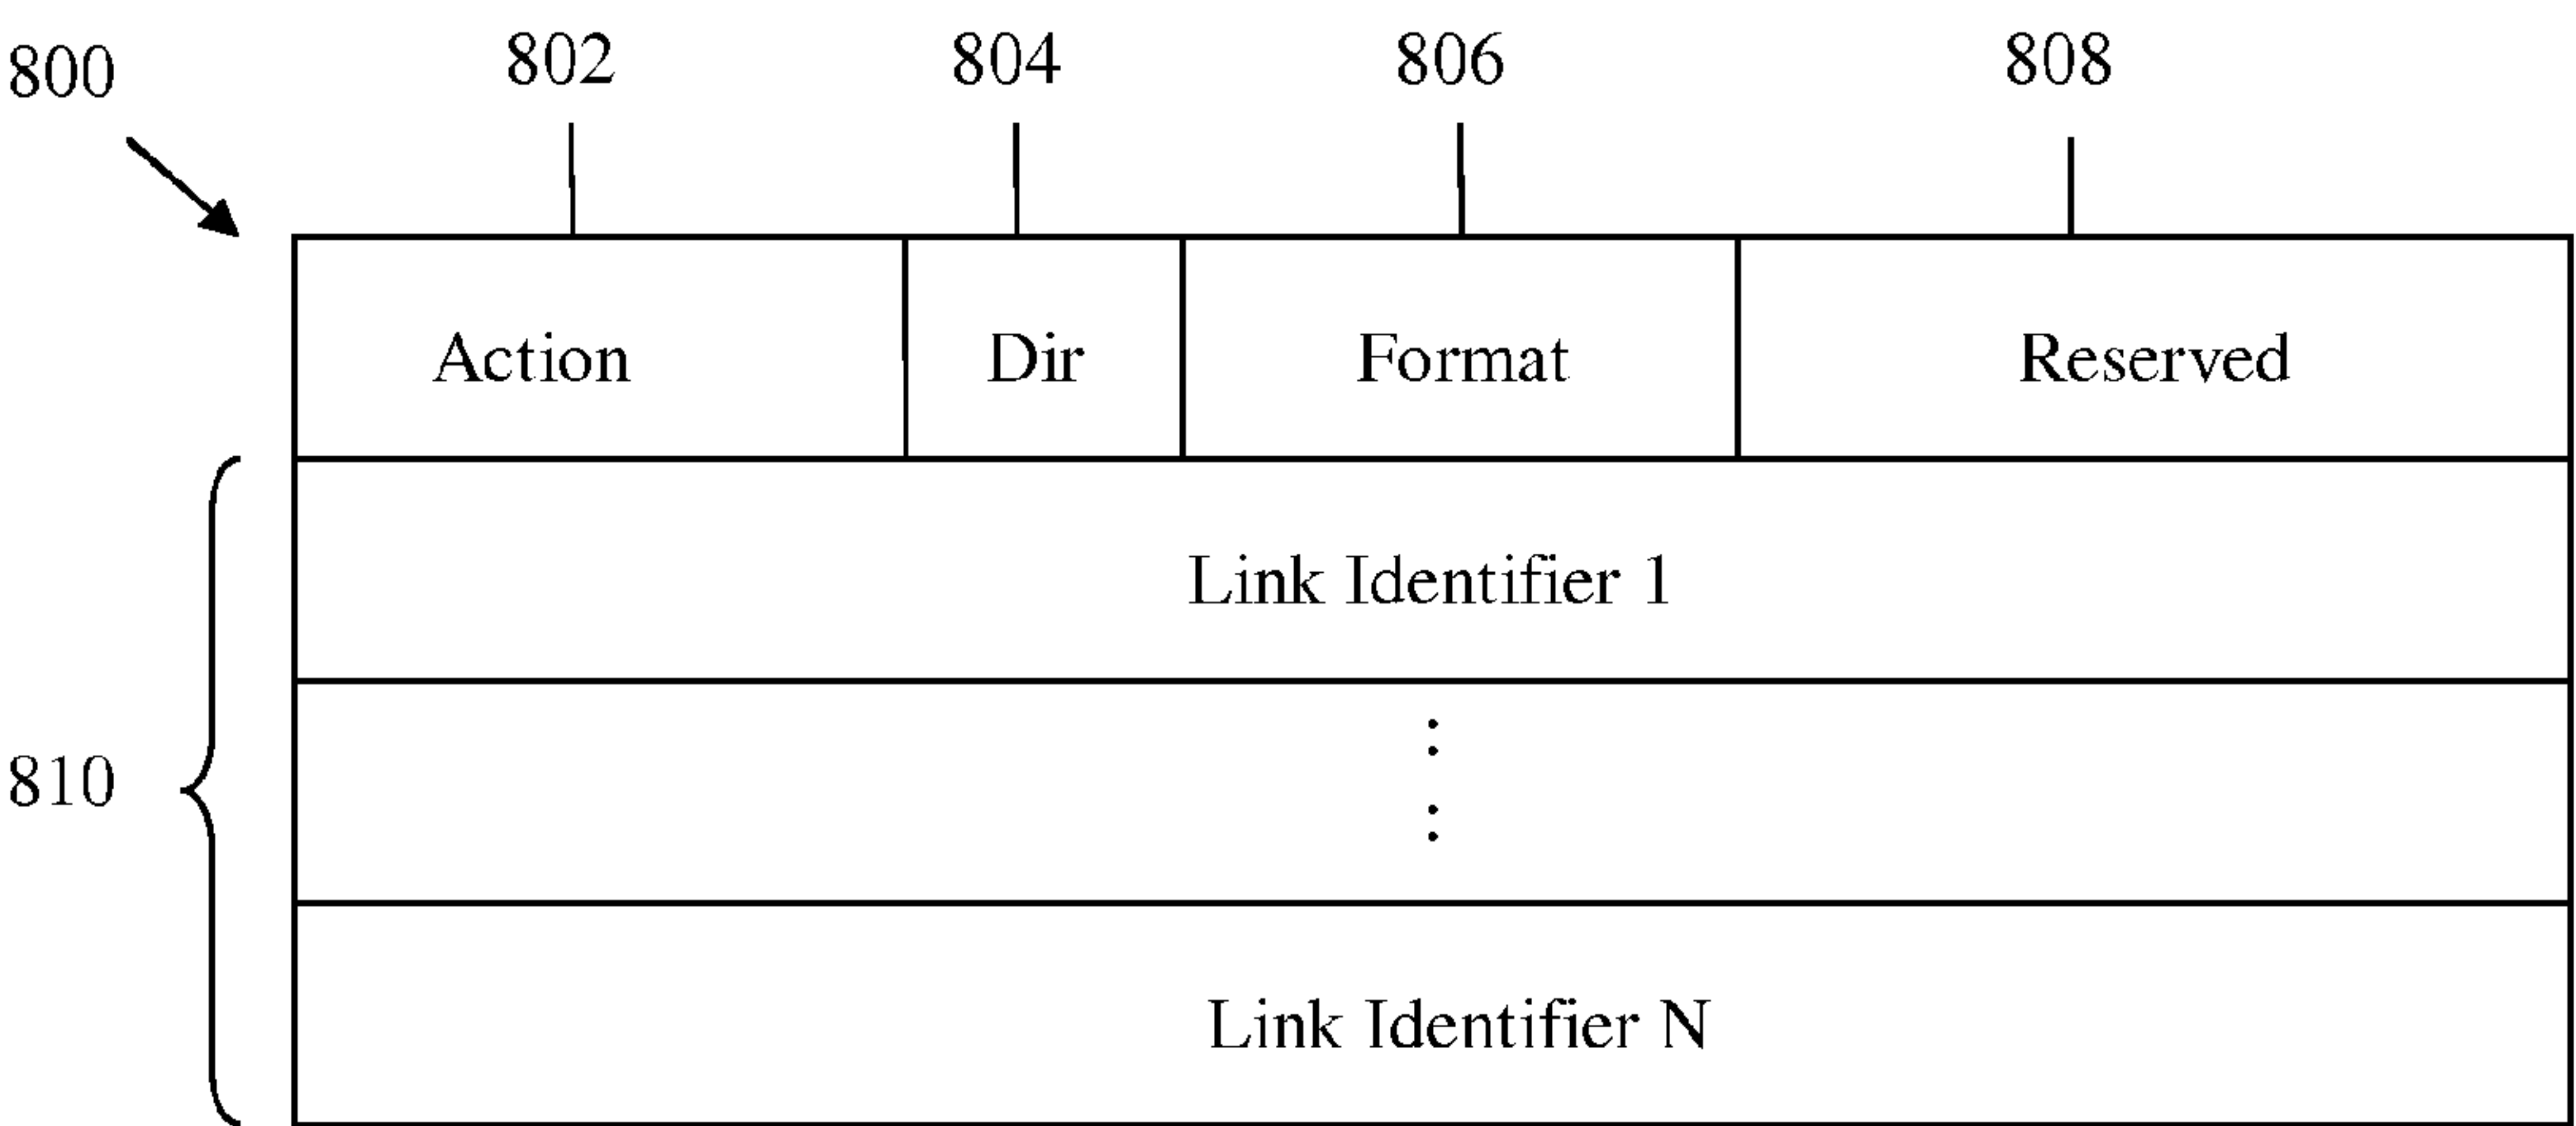 800 802 804 806 808
Action Dir Format Reserved
Link Identifier 1
810
Link Identifier N